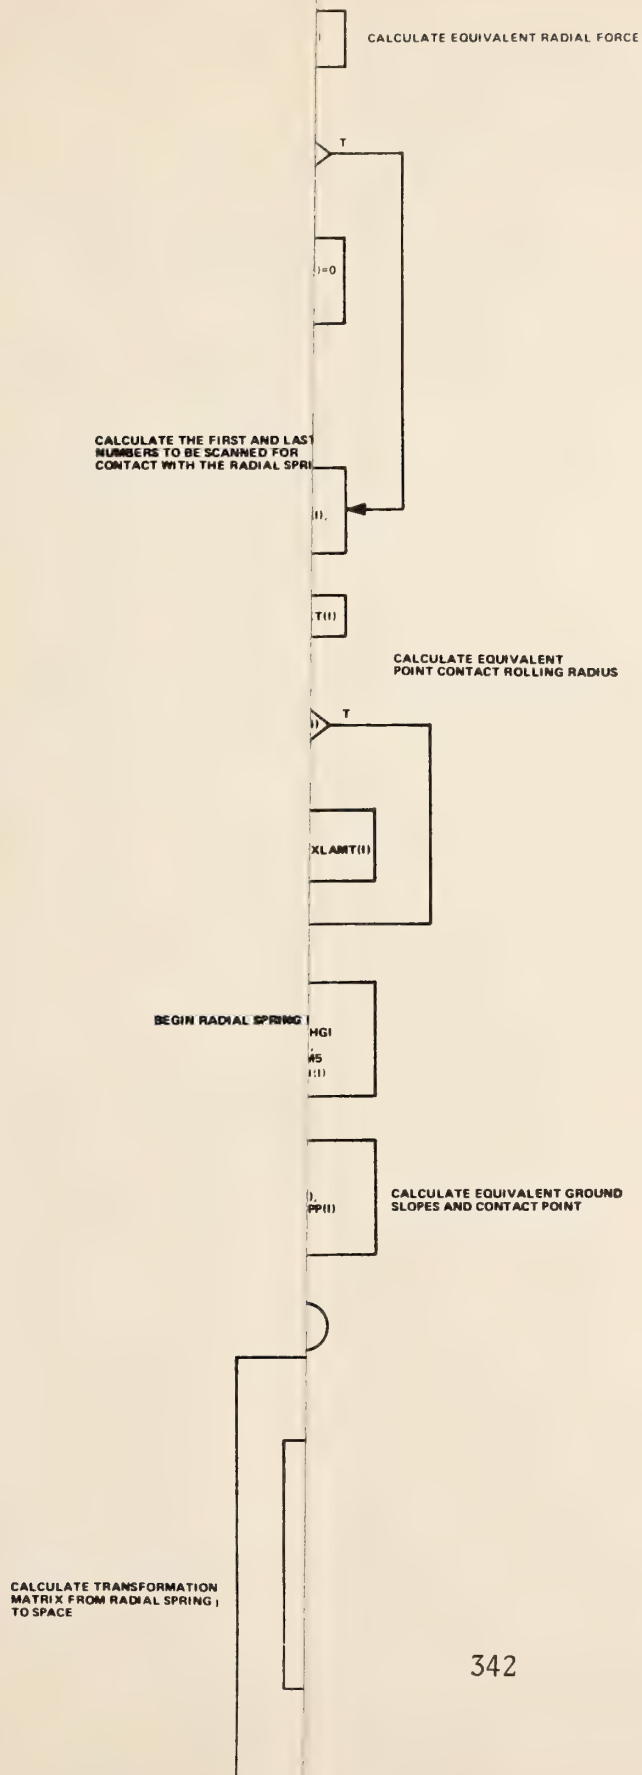 CALCULATE EQUIVALENT RADIAL FORCE
T
)=0
CALCULATE THE FIRST AND LAST
NUMBERS TO BE SCANNED FOR
CONTACT WITH THE RADIAL SPRI
T(I)
CALCULATE EQUIVALENT
POINT CONTACT ROLLING RADIUS
T
XLAMT(I)
BEGIN RADIAL SPRING
HGI
PP(I)
CALCULATE EQUIVALENT GROUND
SLOPES AND CONTACT POINT
CALCULATE TRANSFORMATION
MATRIX FROM RADIAL SPRING
TO SPACE
342